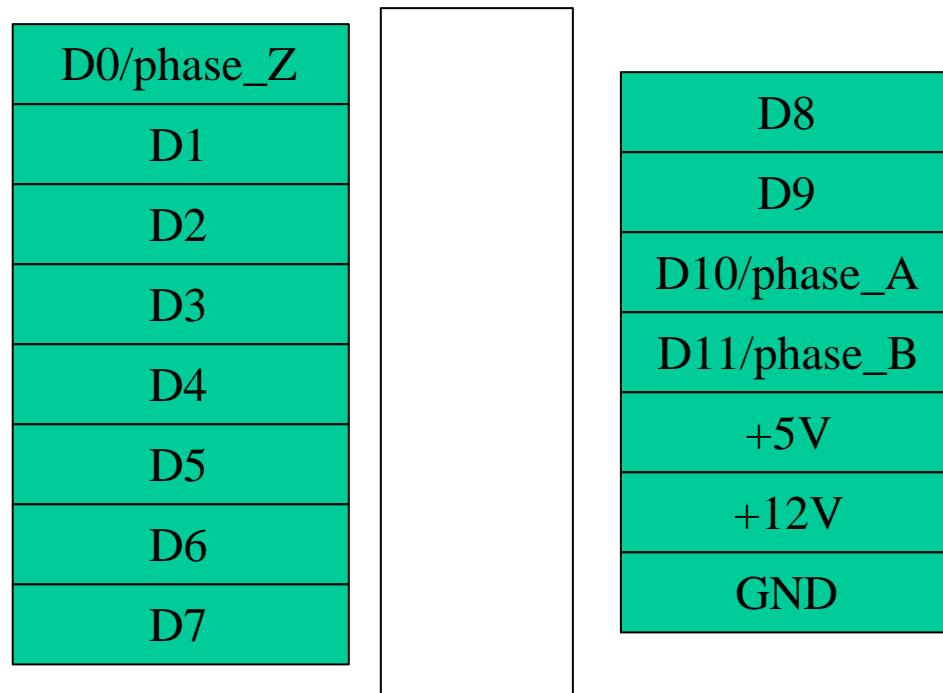 D0/phase_Z
D1
D2
D3
D4
D5
D6
D7
D8
D9
D10/phase_A
D11/phase_B
+5V
+12V
GND